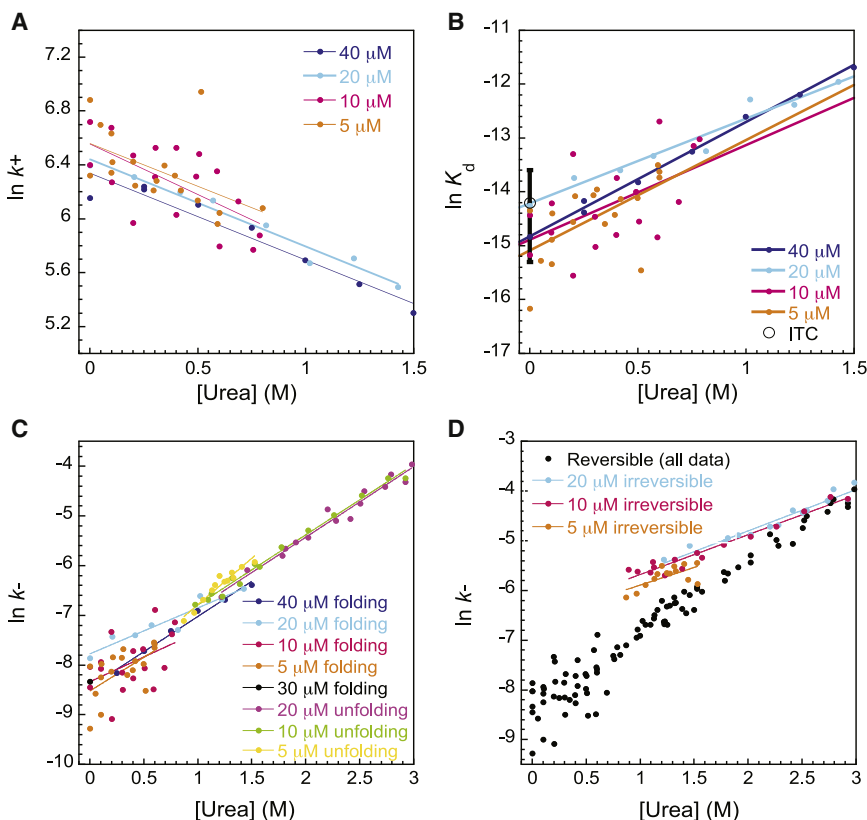 A
7.2
6.8
6.4
6
5.6
5.2
ln k+
0
0.5
1
1.5
[Urea] (M)
40 µM
20 µM
10 µM
5 µM
B
-11
-12
-13
-14
-15
-16
-17
ln Kd
0
0.5
1
1.5
[Urea] (M)
40 µM
20 µM
10 µM
5 µM
ITC
C
-4
-5
-6
-7
-8
-9
-10
ln k-
0
0.5
1
1.5
2
2.5
3
[Urea] (M)
40 µM folding
20 µM folding
10 µM folding
5 µM folding
30 µM folding
20 µM unfolding
10 µM unfolding
5 µM unfolding
D
-3
-4
-5
-6
-7
-8
-9
ln k-
0
0.5
1
1.5
2
2.5
3
[Urea] (M)
Reversible (all data)
20 µM irreversible
10 µM irreversible
5 µM irreversible